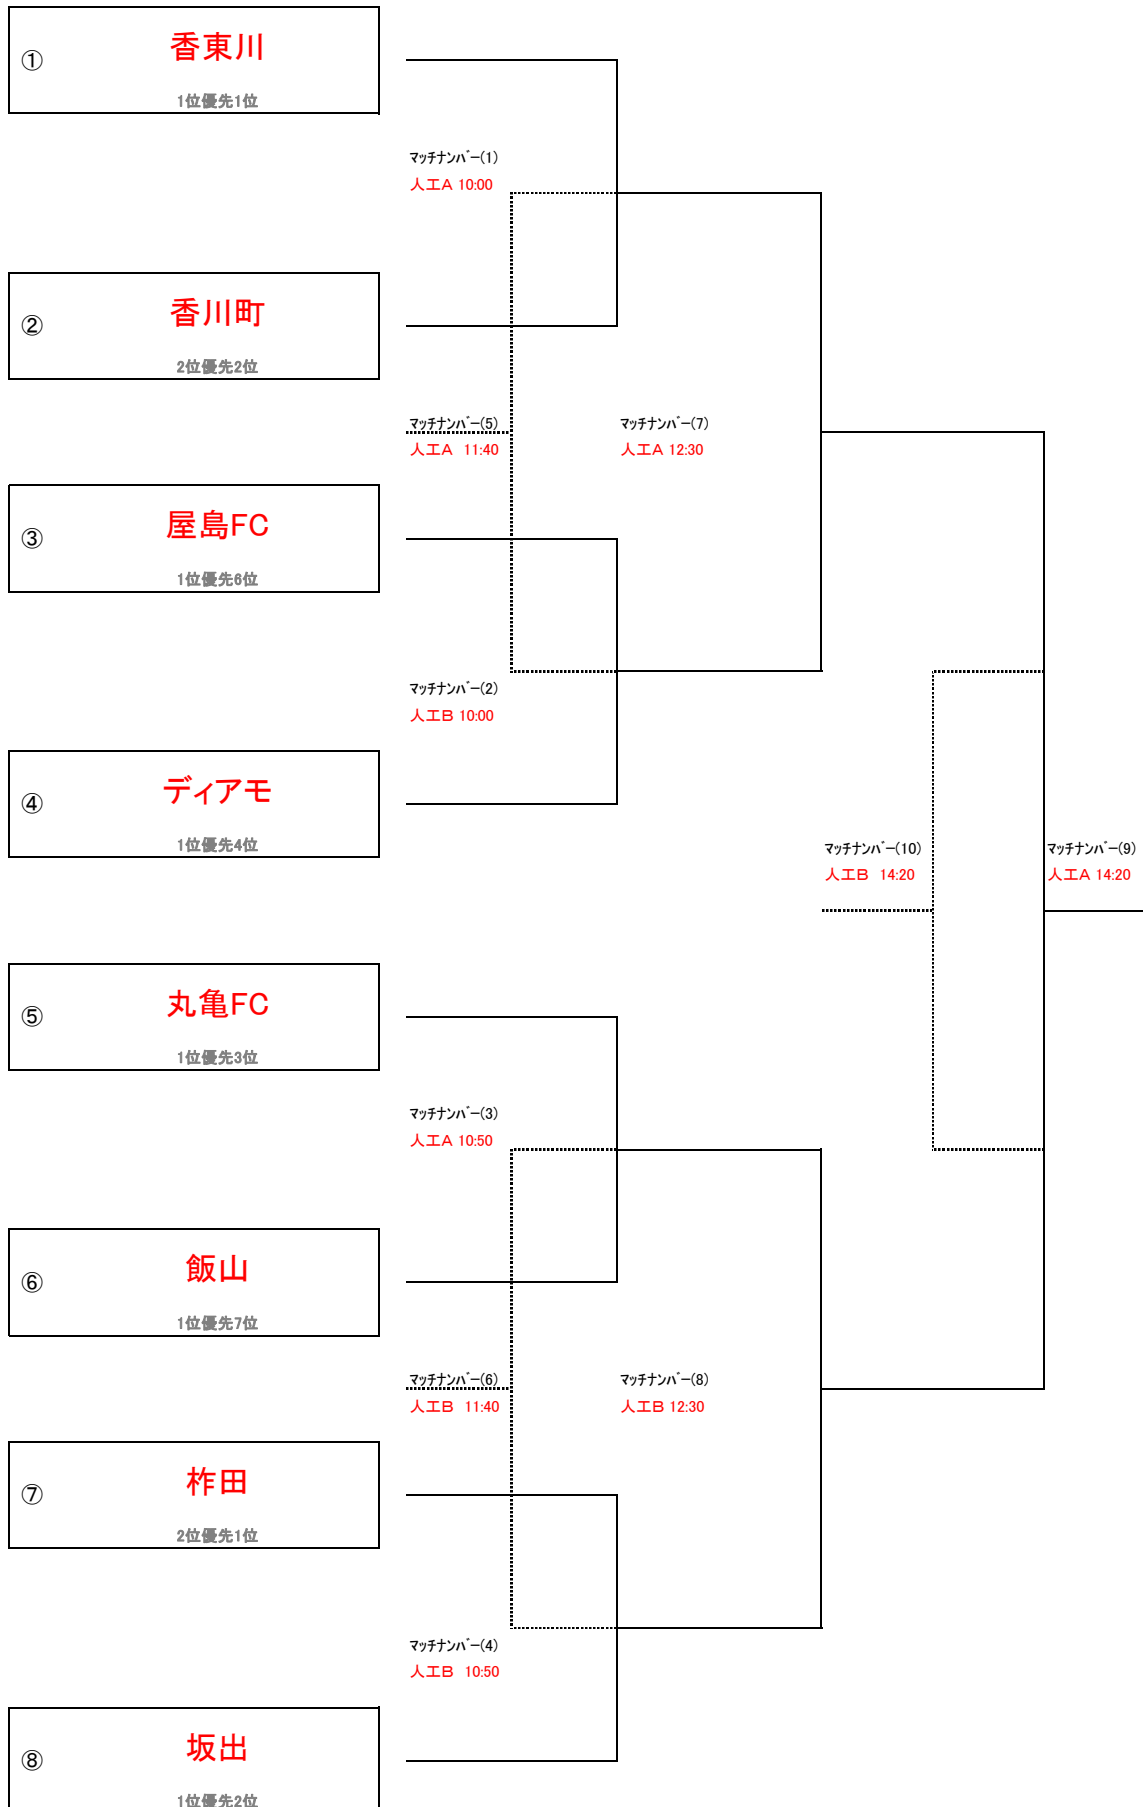 ①
香東川
1位優先1位
マッチナンバー(1)
人工A 10:00
②
香川町
2位優先2位
マッチナンバー(5)
人工A 11:40
マッチナンバー(7)
人工A 12:30
③
屋島FC
1位優先6位
マッチナンバー(2)
人工B 10:00
④
ディアモ
1位優先4位
マッチナンバー(10)
人工B 14:20
マッチナンバー(9)
人工A 14:20
⑤
丸亀FC
1位優先3位
マッチナンバー(3)
人工A 10:50
⑥
飯山
1位優先7位
マッチナンバー(6)
人工B 11:40
マッチナンバー(8)
人工B 12:30
⑦
柞田
2位優先1位
マッチナンバー(4)
人工B 10:50
⑧
坂出
1位優先2位